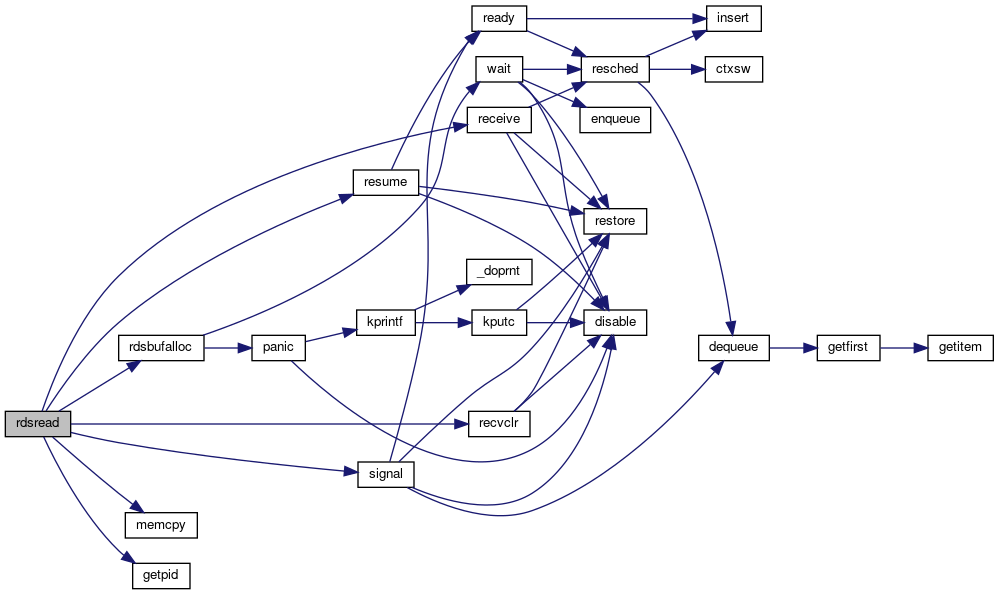 ready
insert
wait
resched
ctxsw
receive
enqueue
resume
restore
_doprnt
kprintf
kputc
disable
rdsbufalloc
panic
dequeue
getfirst
getitem
rdsread
recvclr
signal
memcpy
getpid